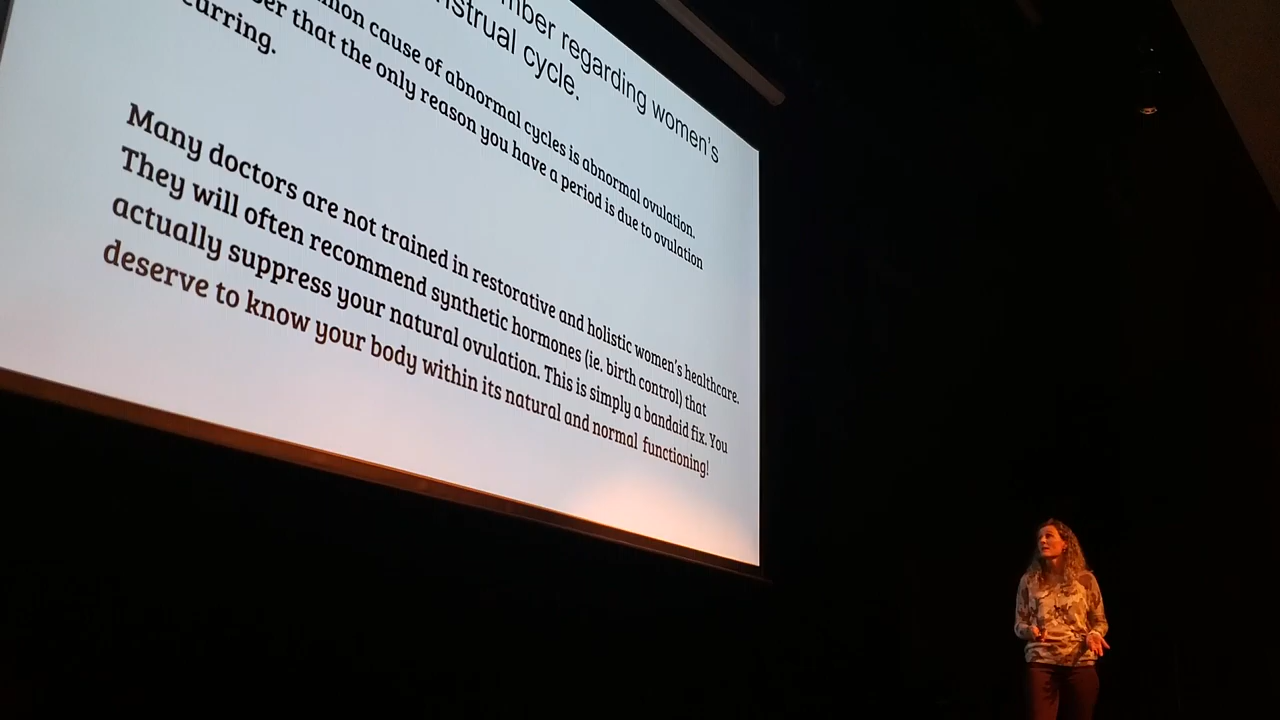 mber regarding women's
nstrual cycle.
mon cause of abnormal cycles is abnormal ovulation.
ber that the only reason you have a period is due to ovulation
curring.
Many doctors are not trained in restorative and holistic women's healthcare.
They will often recommend synthetic hormones (ie. birth control) that
actually suppress your natural ovulation. This is simply a bandaid fix. You
deserve to know your body within its natural and normal functioning!